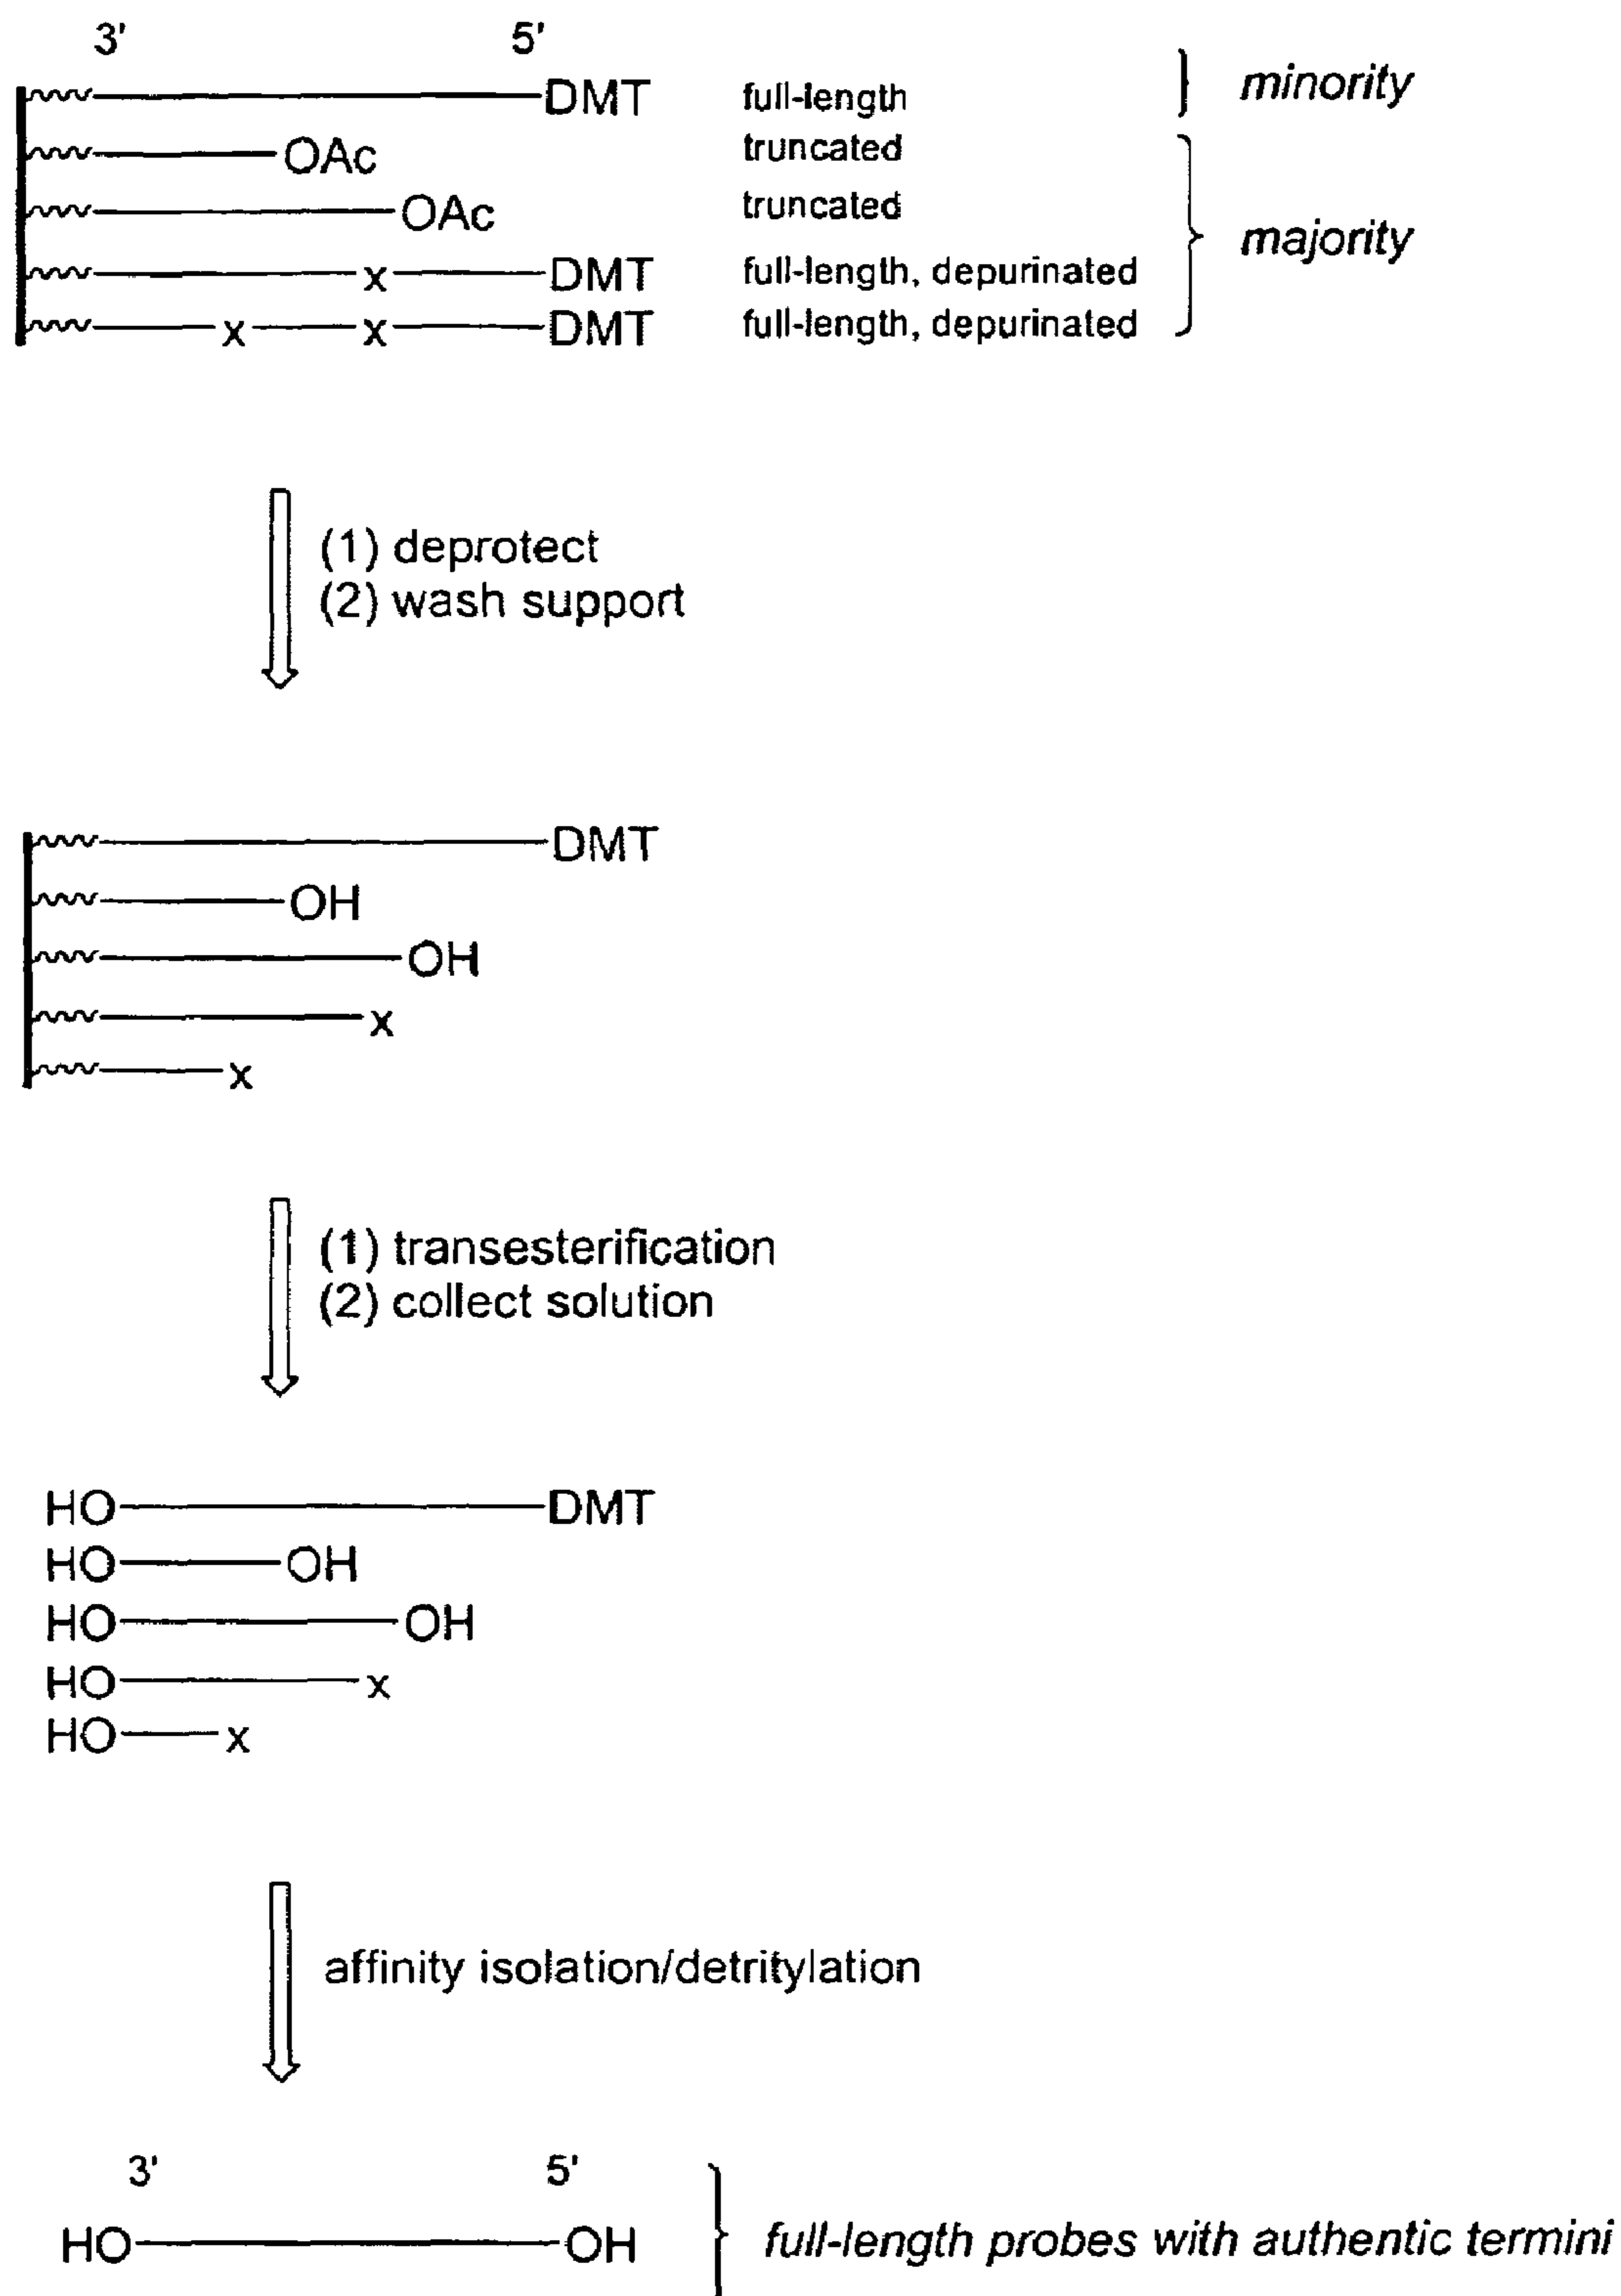 3' 5'
DMT full-length } minority
OAc truncated
OAc truncated
} majority
x DMT full-length, depurinated
x x DMT full-length, depurinated
(1) deprotect
(2) wash support
DMT
OH
OH
x
x
(1) transesterification
(2) collect solution
HO DMT
HO OH
HO OH
HO x
HO x
affinity isolation/detritylation
3' 5'
HO OH } full-length probes with authentic termini